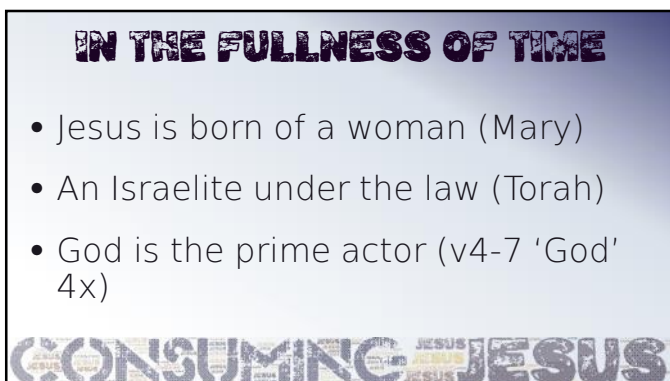 IN THE FULLNESS OF TIME
• Jesus is born of a woman (Mary)
• An Israelite under the law (Torah)
• God is the prime actor (v4-7 ‘God’
4x)
CONSUMING JESUS